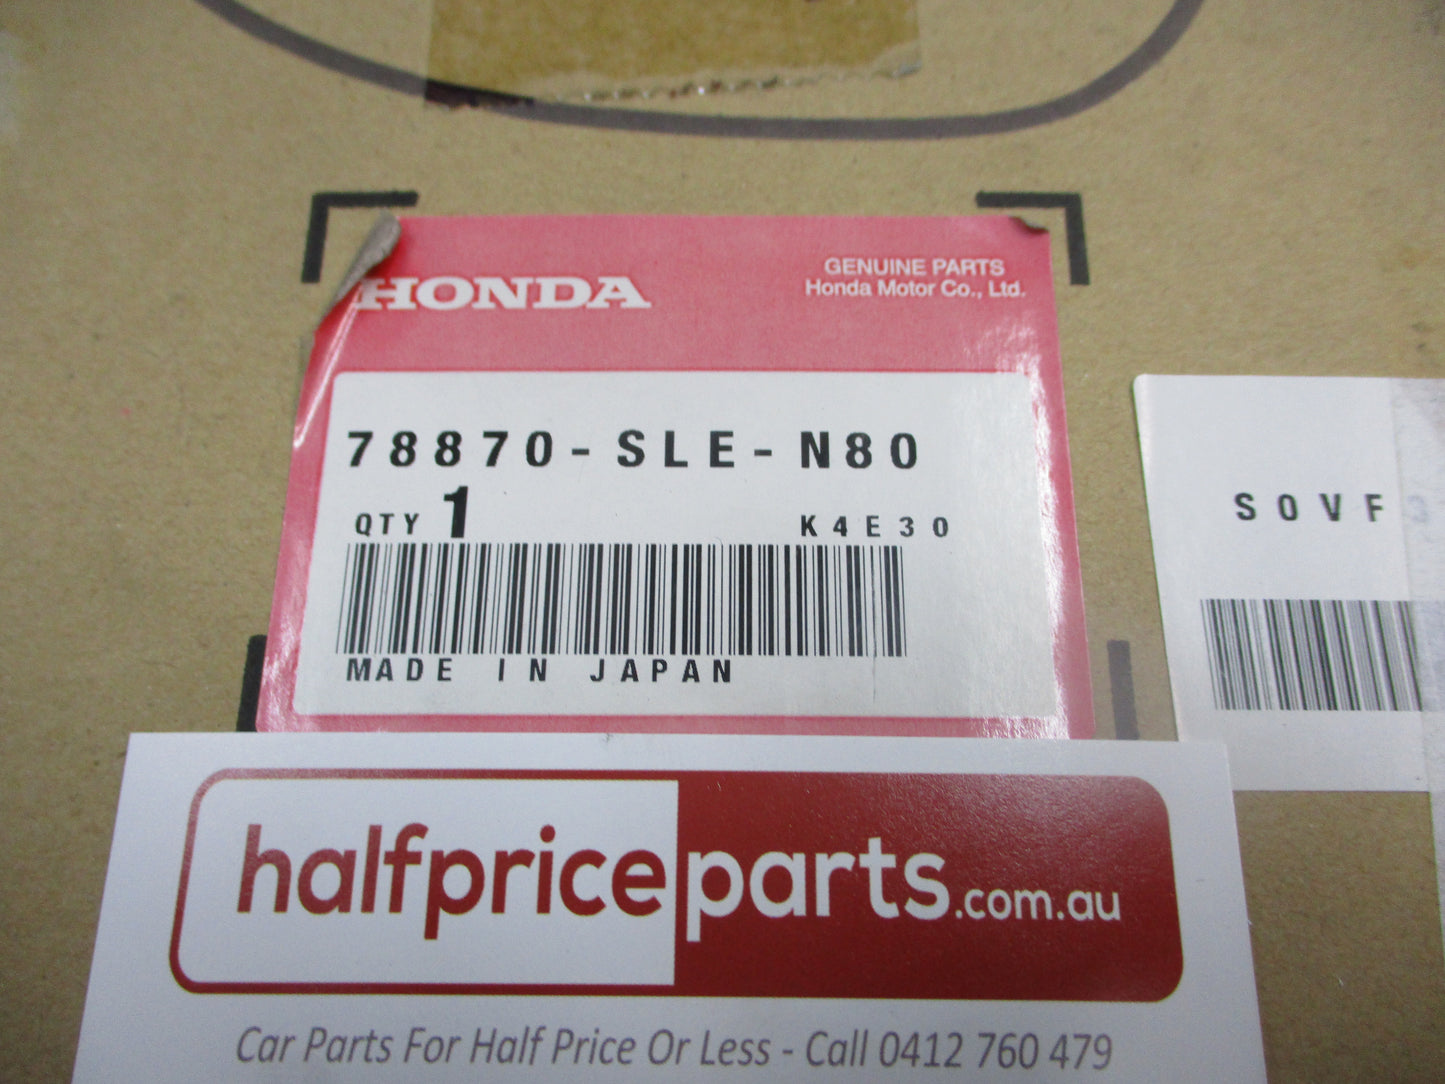 HONDA
GENUINE PARTS
Honda Motor Co., Ltd.
78870-SLE-N80
QTY 1 K4E30
MADE IN JAPAN
S0VF
halfpriceparts.com.au
Car Parts For Half Price Or Less - Call 0412 760 479